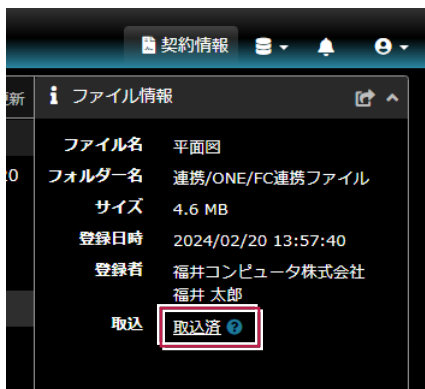 契約情報
更新
ファイル情報
ファイル名 平面図
フォルダー名 連携/ONE/FC連携ファイル
サイズ 4.6 MB
登録日時 2024/02/20 13:57:40
登録者 福井コンピュータ株式会社
福井 太郎
取込 取込済